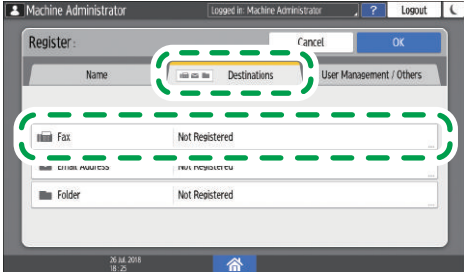 Machine Administrator Logged in: Machine Administrator ? Logout
Register : Cancel OK
Name Destinations User Management / Others
Fax Not Registered
Email Address Not Registered
Folder Not Registered
26 Jul. 2018
18 : 25